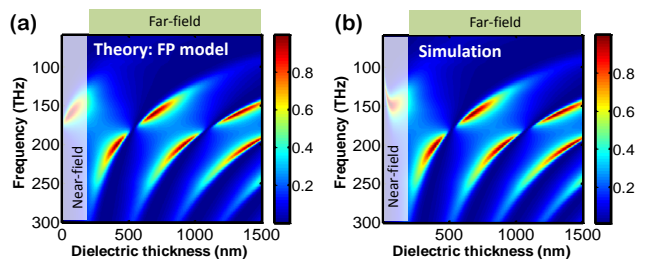 Far-field
Far-field
(a)
(b)
Theory: FP model
Simulation
Near-field
Near-field
Frequency (THz)
100
150
200
250
300
0
500
1000
1500
Dielectric thickness (nm)
0.8
0.6
0.4
0.2
Frequency (THz)
100
150
200
250
300
500
1000
1500
Dielectric thickness (nm)
0.8
0.6
0.4
0.2